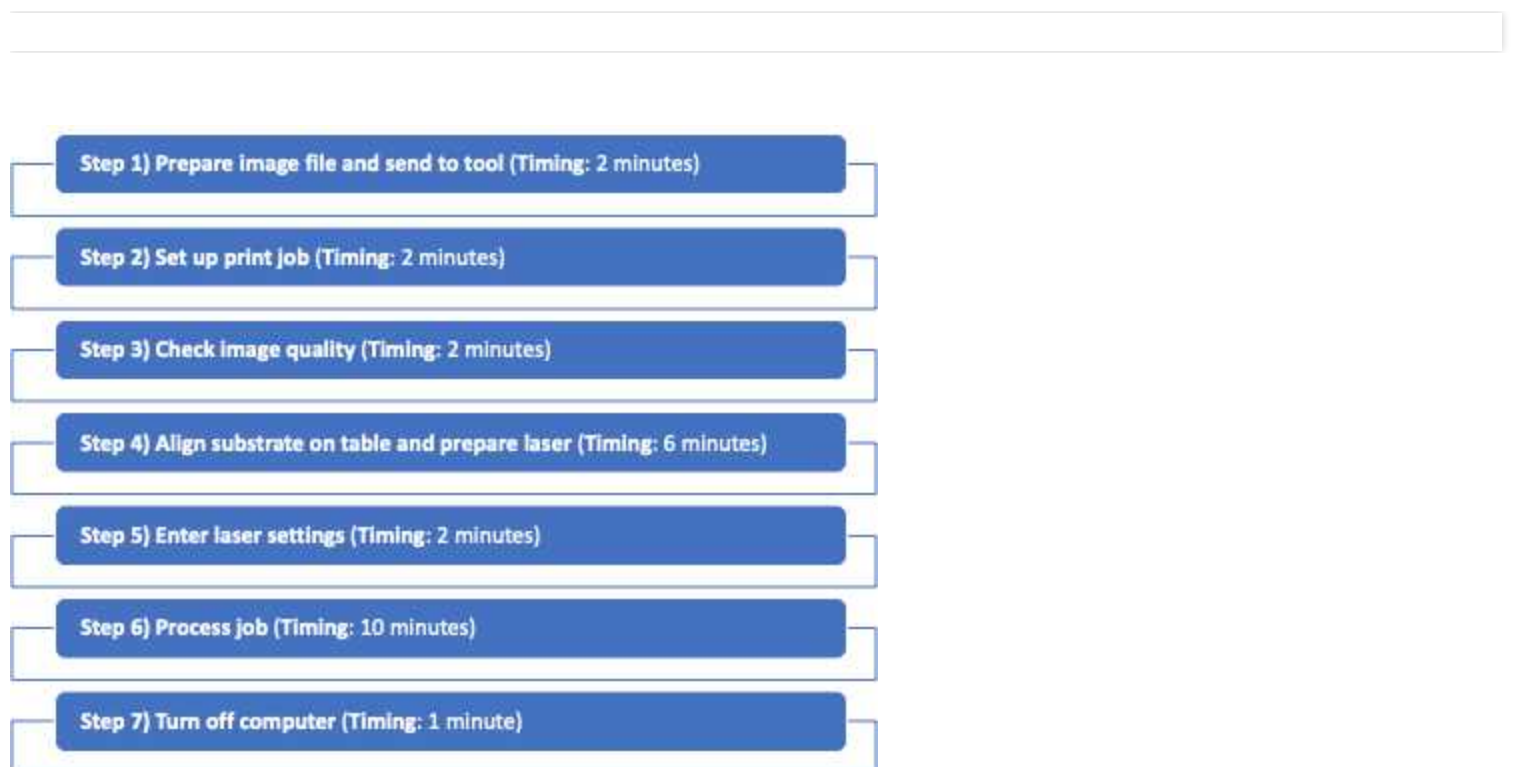 Step 1) Prepare image file and send to tool (Timing: 2 minutes)
Step 2) Set up print job (Timing: 2 minutes)
Step 3) Check image quality (Timing: 2 minutes)
Step 4) Align substrate on table and prepare laser (Timing: 6 minutes)
Step 5) Enter laser settings (Timing: 2 minutes)
Step 6) Process job (Timing: 10 minutes)
Step 7) Turn off computer (Timing: 1 minute)